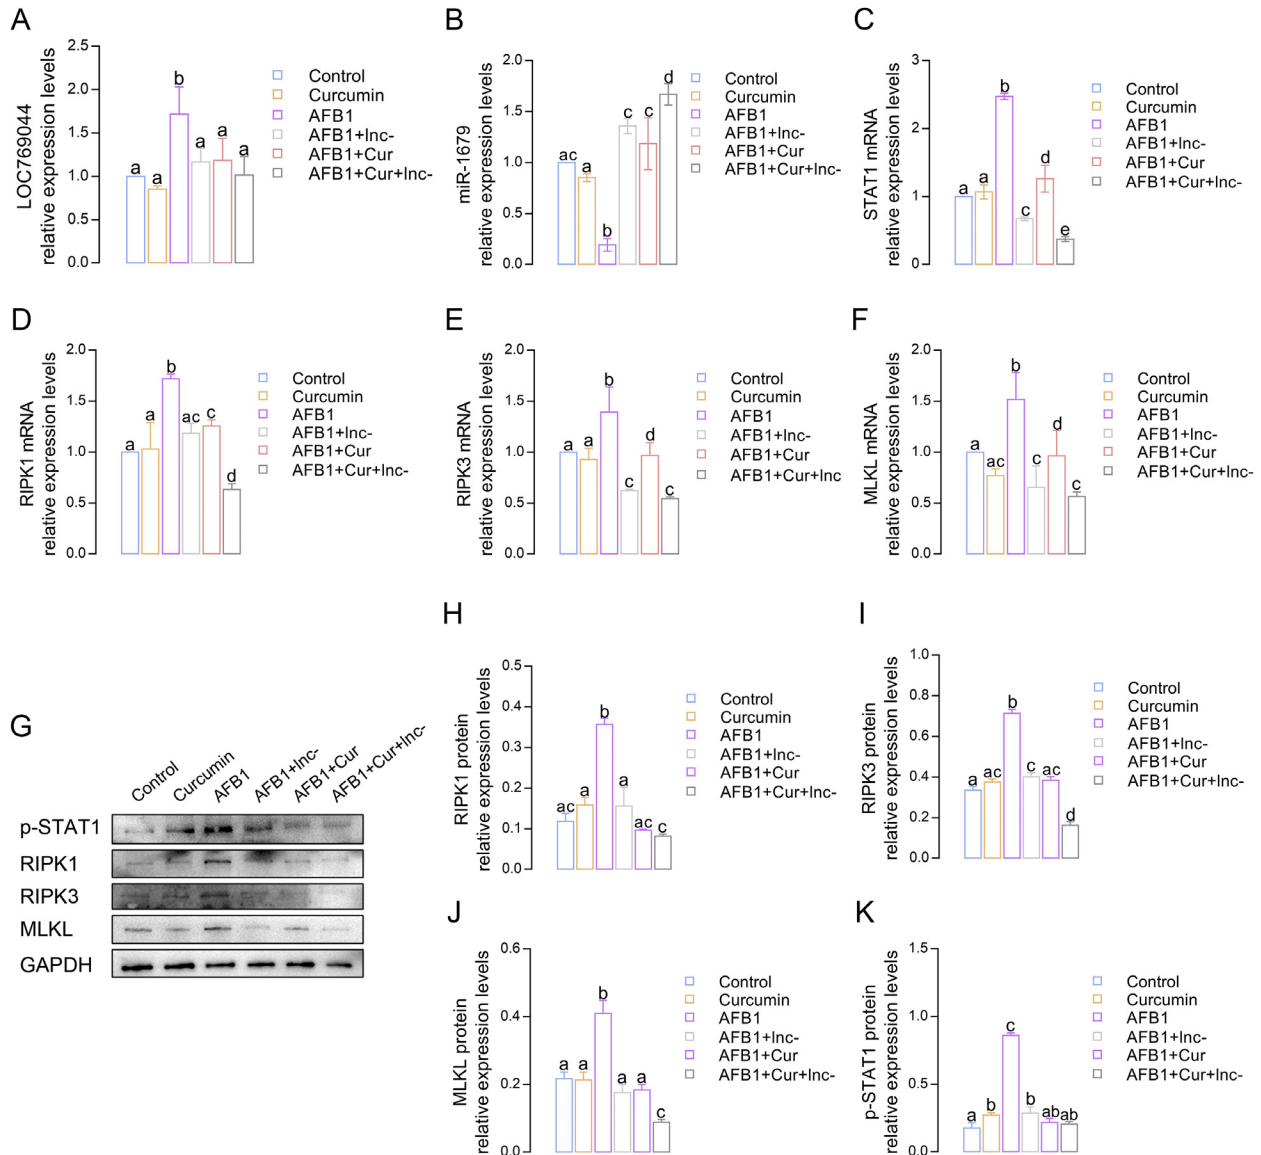 A
LOC769044
relative expression levels
2.5
2.0
1.5
1.0
0.5
0.0
a
a
b
a
a
a
Control
Curcumin
AFB1
AFB1+lnc-
AFB1+Cur
AFB1+Cur+lnc-
B
miR-1679
relative expression levels
2.0
1.5
1.0
0.5
0.0
ac
a
b
c
c
d
Control
Curcumin
AFB1
AFB1+lnc-
AFB1+Cur
AFB1+Cur+lnc-
C
STAT1 mRNA
relative expression levels
3
2
1
0
a
a
b
c
d
e
Control
Curcumin
AFB1
AFB1+lnc-
AFB1+Cur
AFB1+Cur+lnc-
D
RIPK1 mRNA
relative expression levels
2.0
1.5
1.0
0.5
0.0
a
a
b
ac
c
d
Control
Curcumin
AFB1
AFB1+lnc-
AFB1+Cur
AFB1+Cur+lnc-
E
RIPK3 mRNA
relative expression levels
2.0
1.5
1.0
0.5
0.0
a
a
b
c
d
c
Control
Curcumin
AFB1
AFB1+lnc-
AFB1+Cur
AFB1+Cur+lnc
F
MLKL mRNA
relative expression levels
2.0
1.5
1.0
0.5
0.0
a
ac
b
c
d
c
Control
Curcumin
AFB1
AFB1+lnc-
AFB1+Cur
AFB1+Cur+lnc-
G
Control
Curcumin
AFB1
AFB1+lnc-
AFB1+Cur
AFB1+Cur+lnc-
p-STAT1
RIPK1
RIPK3
MLKL
GAPDH
H
RIPK1 protein
relative expression levels
0.5
0.4
0.3
0.2
0.1
0.0
ac
a
b
a
ac
c
Control
Curcumin
AFB1
AFB1+lnc-
AFB1+Cur
AFB1+Cur+lnc-
I
RIPK3 protein
relative expression levels
1.0
0.8
0.6
0.4
0.2
0.0
a
ac
b
c
ac
d
Control
Curcumin
AFB1
AFB1+lnc-
AFB1+Cur
AFB1+Cur+lnc-
J
MLKL protein
relative expression levels
0.6
0.4
0.2
0.0
a
a
b
a
a
c
Control
Curcumin
AFB1
AFB1+lnc-
AFB1+Cur
AFB1+Cur+lnc-
K
p-STAT1 protein
relative expression levels
1.5
1.0
0.5
0.0
a
b
c
b
ab
ab
Control
Curcumin
AFB1
AFB1+lnc-
AFB1+Cur
AFB1+Cur+lnc-